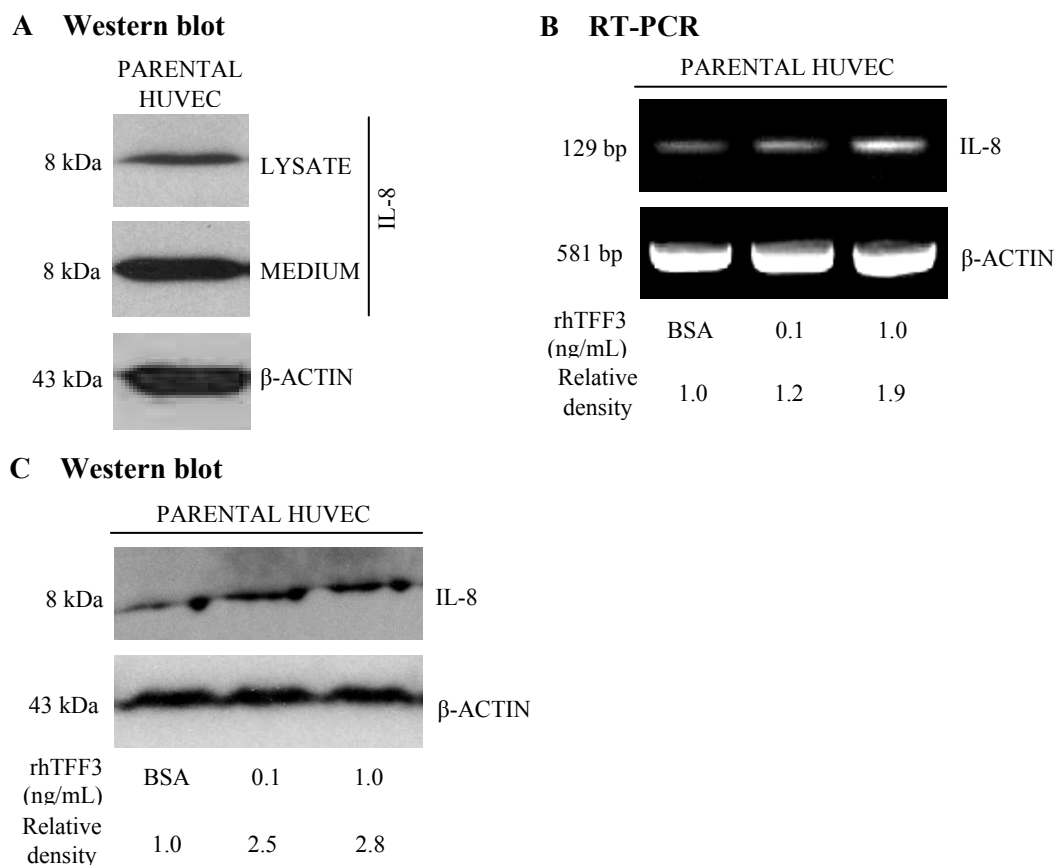 A Western blot
PARENTAL
HUVEC
8 kDa
LYSATE
8 kDa
MEDIUM
IL-8
43 kDa
β-ACTIN
B RT-PCR
PARENTAL HUVEC
129 bp
IL-8
581 bp
β-ACTIN
rhTFF3
(ng/mL)
BSA 0.1 1.0
Relative
density
1.0 1.2 1.9
C Western blot
PARENTAL HUVEC
8 kDa
IL-8
43 kDa
β-ACTIN
rhTFF3
(ng/mL)
BSA 0.1 1.0
Relative
density
1.0 2.5 2.8